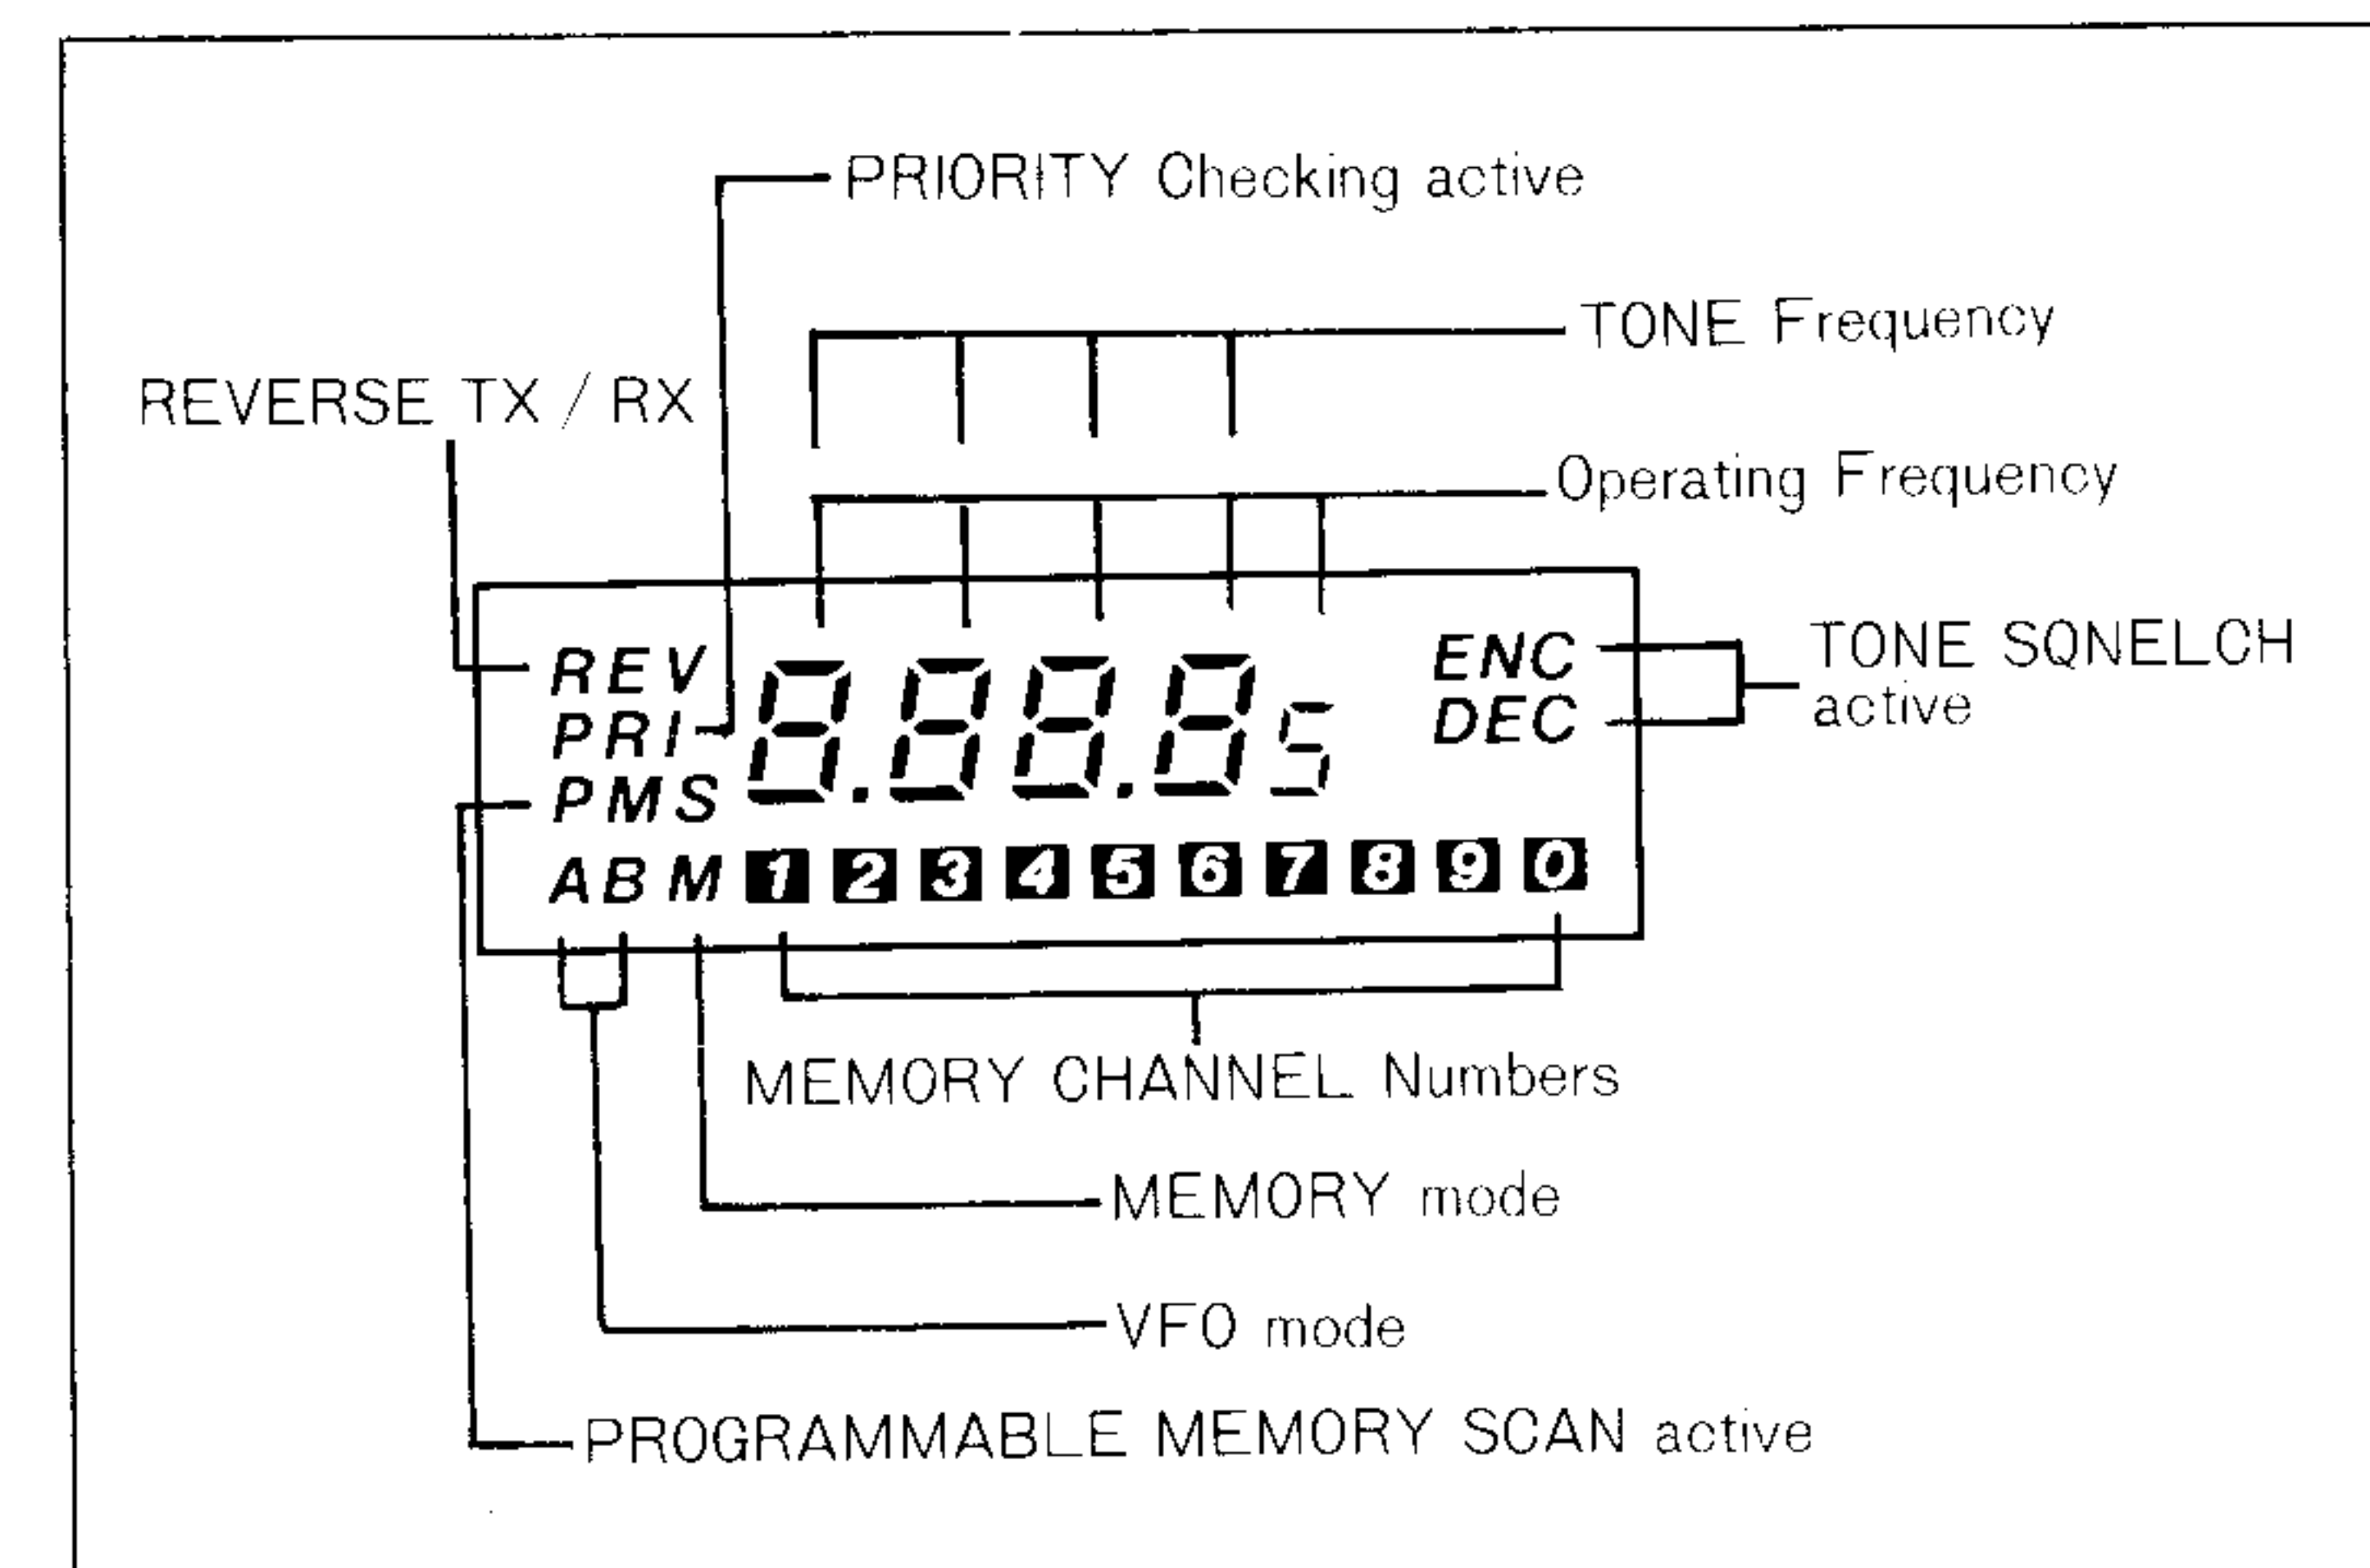 PRIORITY Checking active
TONE Frequency
REVERSE TX / RX
Operating Frequency
REV
PRI
PMS
8.88.85
ENC
DEC
TONE SQNELCH
active
A B M 1 2 3 4 5 6 7 8 9 0
MEMORY CHANNEL Numbers
MEMORY mode
VFO mode
PROGRAMMABLE MEMORY SCAN active